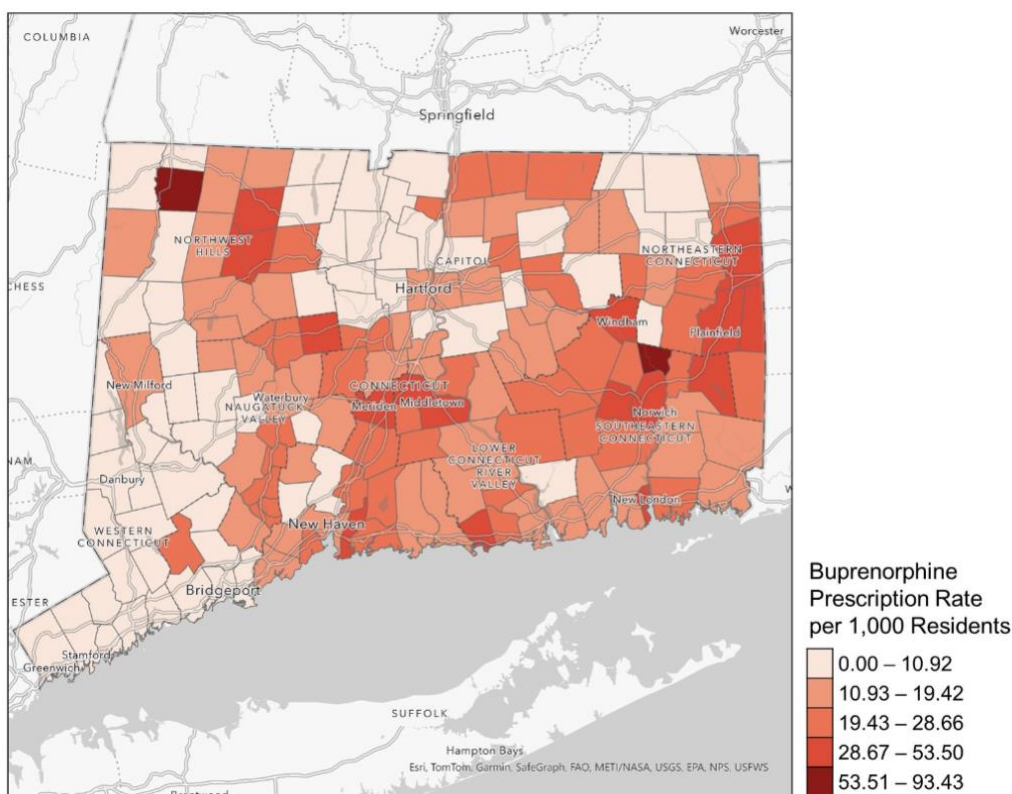 COLUMBIA
Worcester
Springfield
NORTHWEST
HILLS
NORTHEASTERN
CONNECTICUT
CAPITOL
CHESS
Hartford
Windham
Plainfield
New Milford
CONNECTICUT
Meriden
Middletown
Waterbury
NAUGATUCK
VALLEY
Norwich
SOUTHEASTERN
CONNECTICUT
LOWER
CONNECTICUT
RIVER
VALLEY
NAM
Danbury
New London
W
New Haven
WESTERN
CONNECTICUT
Bridgeport
ESTER
Stamford
Greenwich
SUFFOLK
Hampton Bays
Esri, TomTom, Garmin, SafeGraph, FAO, METI/NASA, USGS, EPA, NPS, USFWS
Buprenorphine
Prescription Rate
per 1,000 Residents
0.00 – 10.92
10.93 – 19.42
19.43 – 28.66
28.67 – 53.50
53.51 – 93.43